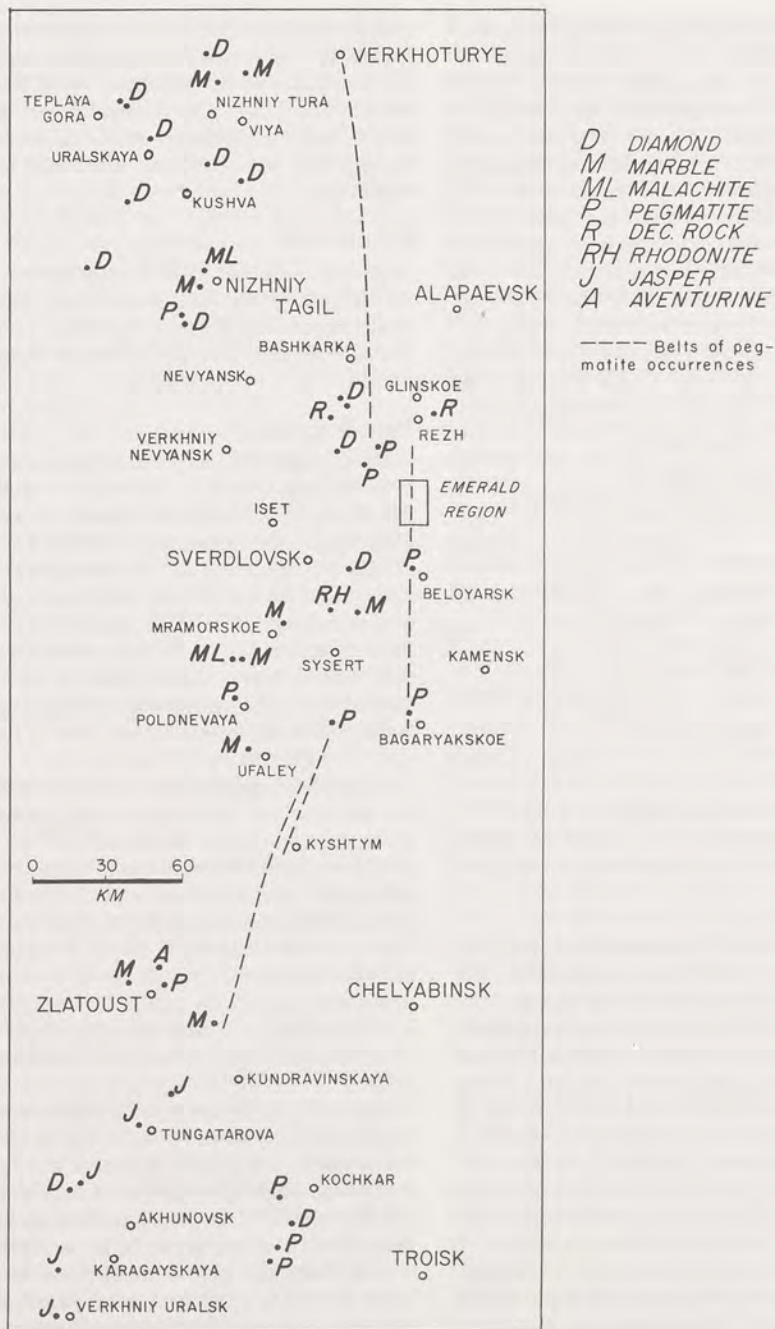 D
VERKHOTURYE
M
M
TEPLAYA
GORA
D
NIZHNIY TURA
VIYA
D
URALSKAYA
D
D
D
KUSHVA
D
ML
M
NIZHNIY
TAGIL
ALAPAEVSK
P
D
BASHKARKA
NEVYANSK
GLINSKOE
D
R
R
REZH
VERKHNIY
NEVYANSK
D
P
P
EMERALD
REGION
ISET
SVERDLOVSK
D
P
BELOYARSK
RH
M
M
MRAMORSKOE
ML
M
SYSERT
KAMENSK
P
POLDNEVAYA
P
P
BAGARYAKSKOE
M
UFALEY
KYSHTYM
0 30 60
KM
M
A
P
ZLATOUST
CHELYABINSK
M
KUNDRAVINSKAYA
J
J
TUNGATAROVA
D
J
P
KOCHKAR
AKHUNOVSK
D
P
J
KARAGAYSKAYA
P
TROISK
J
VERKHNIY URALSK
D DIAMOND
M MARBLE
ML MALACHITE
P PEGMATITE
R DEC. ROCK
RH RHODONITE
J JASPER
A AVENTURINE
Belts of peg-
matite occurrences